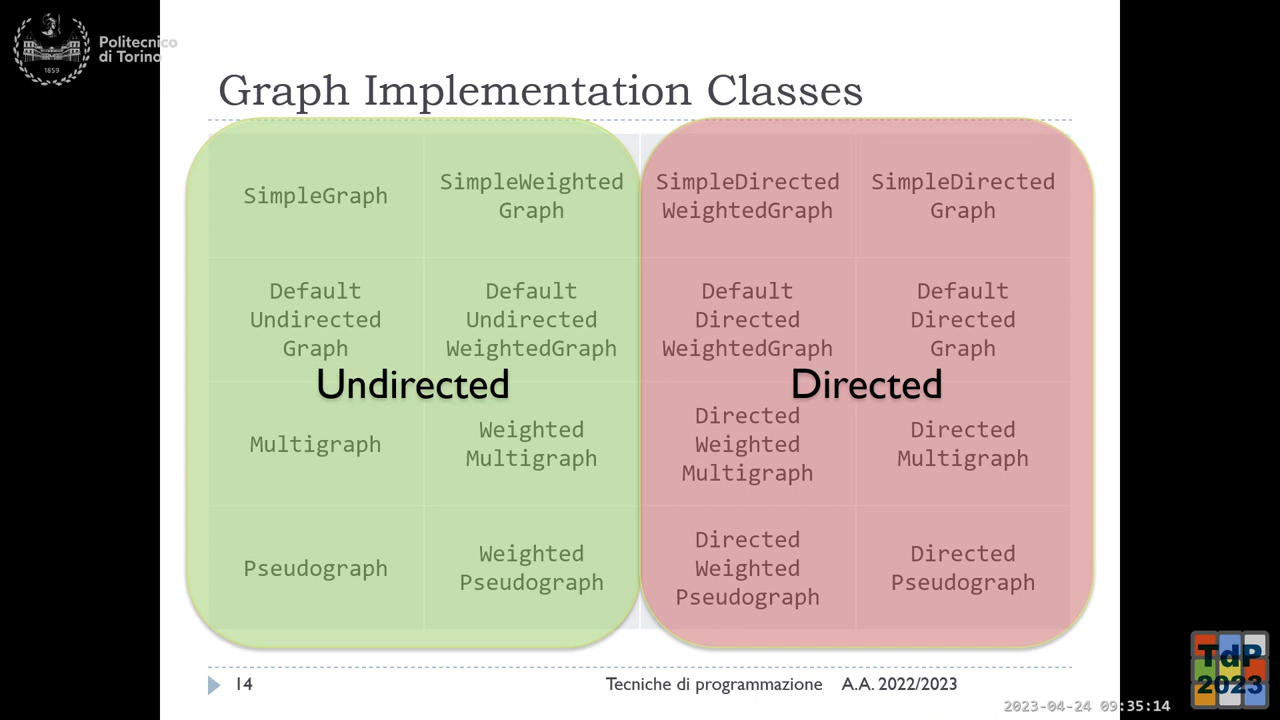 Politecnico
di Torino
1859
Graph Implementation Classes
SimpleGraph
SimpleWeighted
Graph
SimpleDirected
WeightedGraph
SimpleDirected
Graph
Default
Undirected
Graph
Default
Undirected
WeightedGraph
Default
Directed
WeightedGraph
Default
Directed
Graph
Undirected
Directed
Multigraph
Weighted
Multigraph
Directed
Weighted
Multigraph
Directed
Multigraph
Pseudograph
Weighted
Pseudograph
Directed
Weighted
Pseudograph
Directed
Pseudograph
14
Tecniche di programmazione A.A. 2022/2023
TdP
2023
2023-04-24 09:35:14